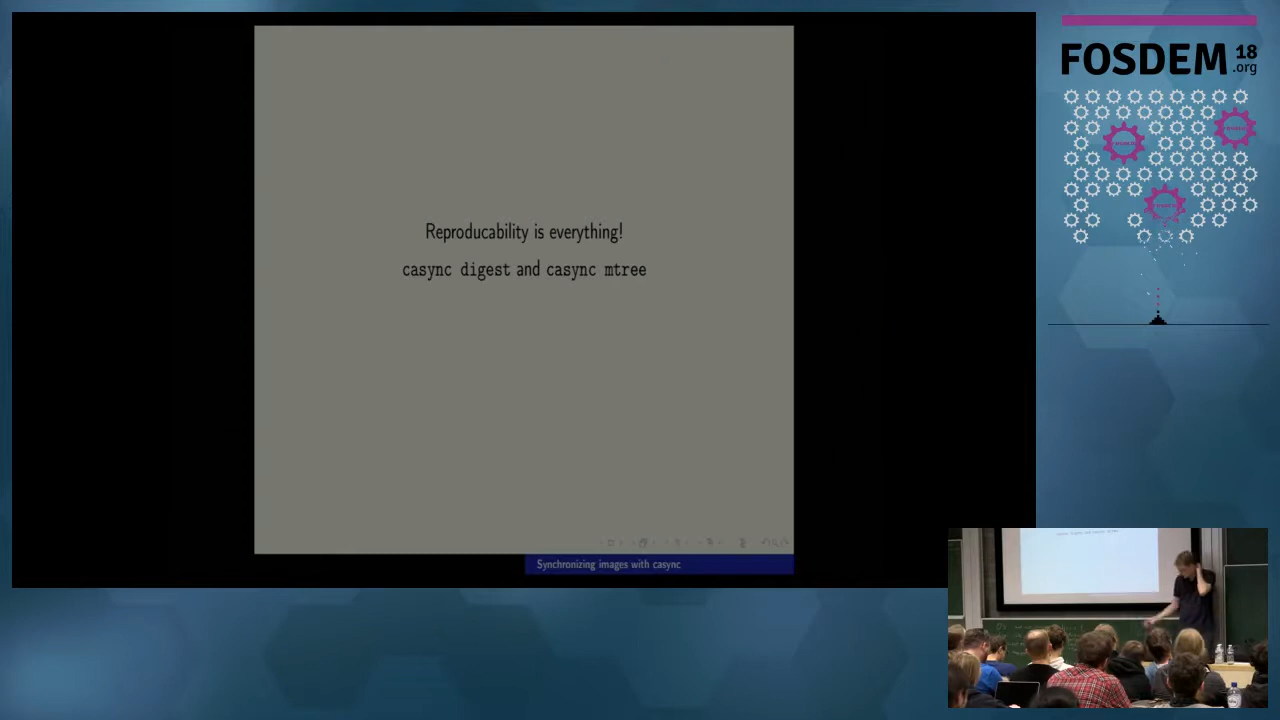 Reproducability is everything!
casync digest and casync mtree
Synchronizing images with casync
FOSDEM 18
.org